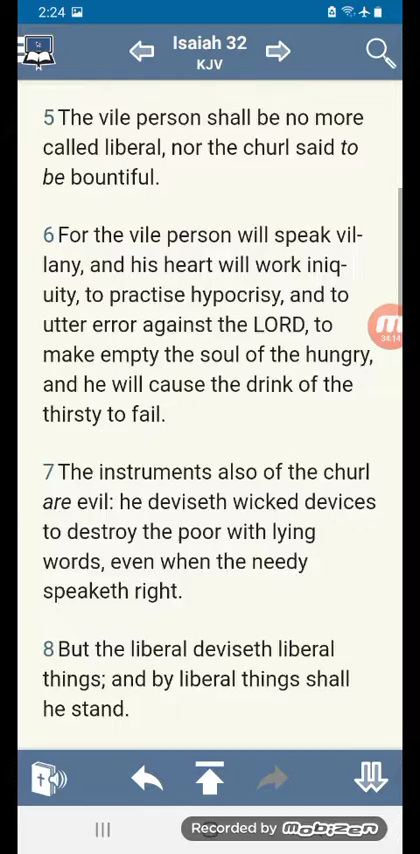 2:24
Isaiah 32
KJV
5 The vile person shall be no more
called liberal, nor the churl said to
be bountiful.
6 For the vile person will speak vil-
lany, and his heart will work iniq-
uity, to practise hypocrisy, and to
utter error against the LORD, to
make empty the soul of the hungry,
and he will cause the drink of the
thirsty to fail.
34:14
7 The instruments also of the churl
are evil: he deviseth wicked devices
to destroy the poor with lying
words, even when the needy
speaketh right.
8 But the liberal deviseth liberal
things; and by liberal things shall
he stand.
Recorded by mobizen